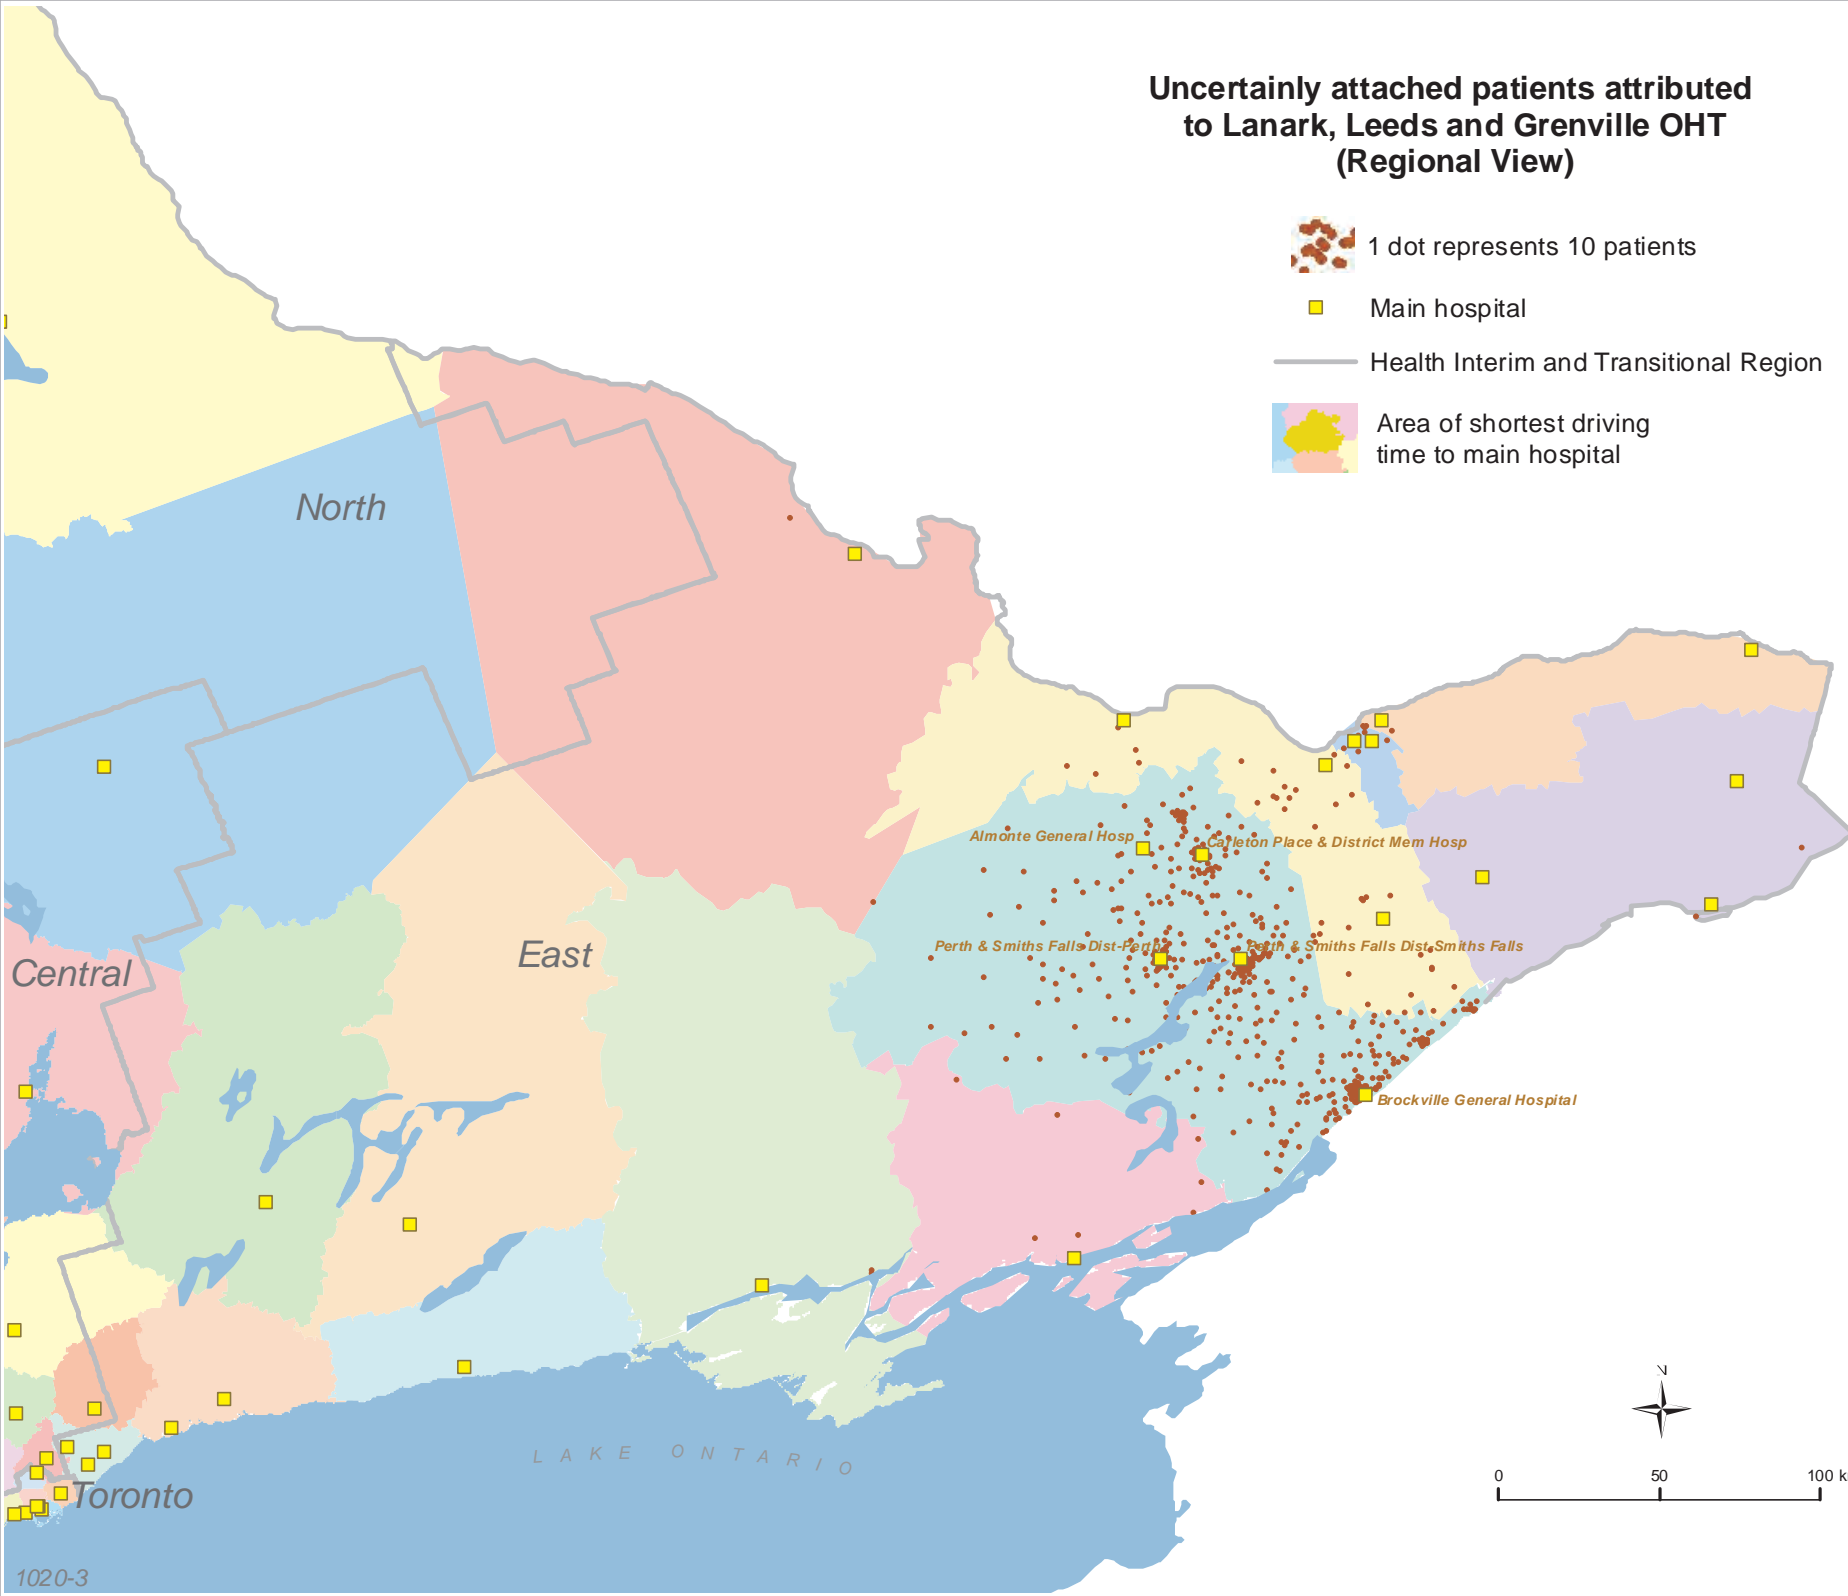 Uncertainly attached patients attributed
to Lanark, Leeds and Grenville OHT
(Regional View)
1 dot represents 10 patients
Main hospital
Health Interim and Transitional Region
Area of shortest driving
time to main hospital
North
Almonte General Hosp
Carleton Place & District Mem Hosp
East
Perth & Smiths Falls Dist-Perth
Perth & Smiths Falls Dist-Smiths Falls
Central
Brockville General Hospital
N
LAKE ONTARIO
0 50 100 k
Toronto
1020-3